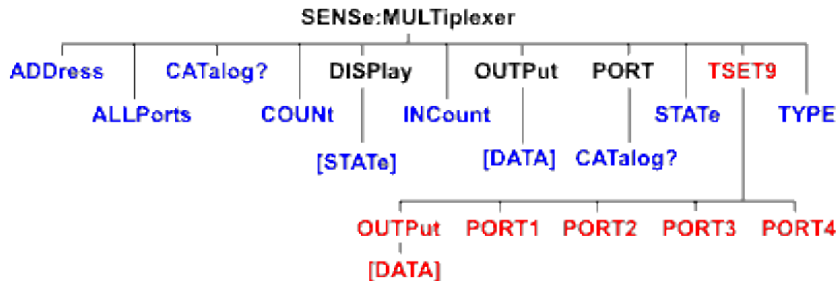 SENSe:MULTiplexer
ADDress CATalog? DISPlay OUTPut PORT TSET9
ALLPorts COUNt INCount STATe TYPE
[STATe] [DATA] CATalog?
OUTPut PORT1 PORT2 PORT3 PORT4
[DATA]